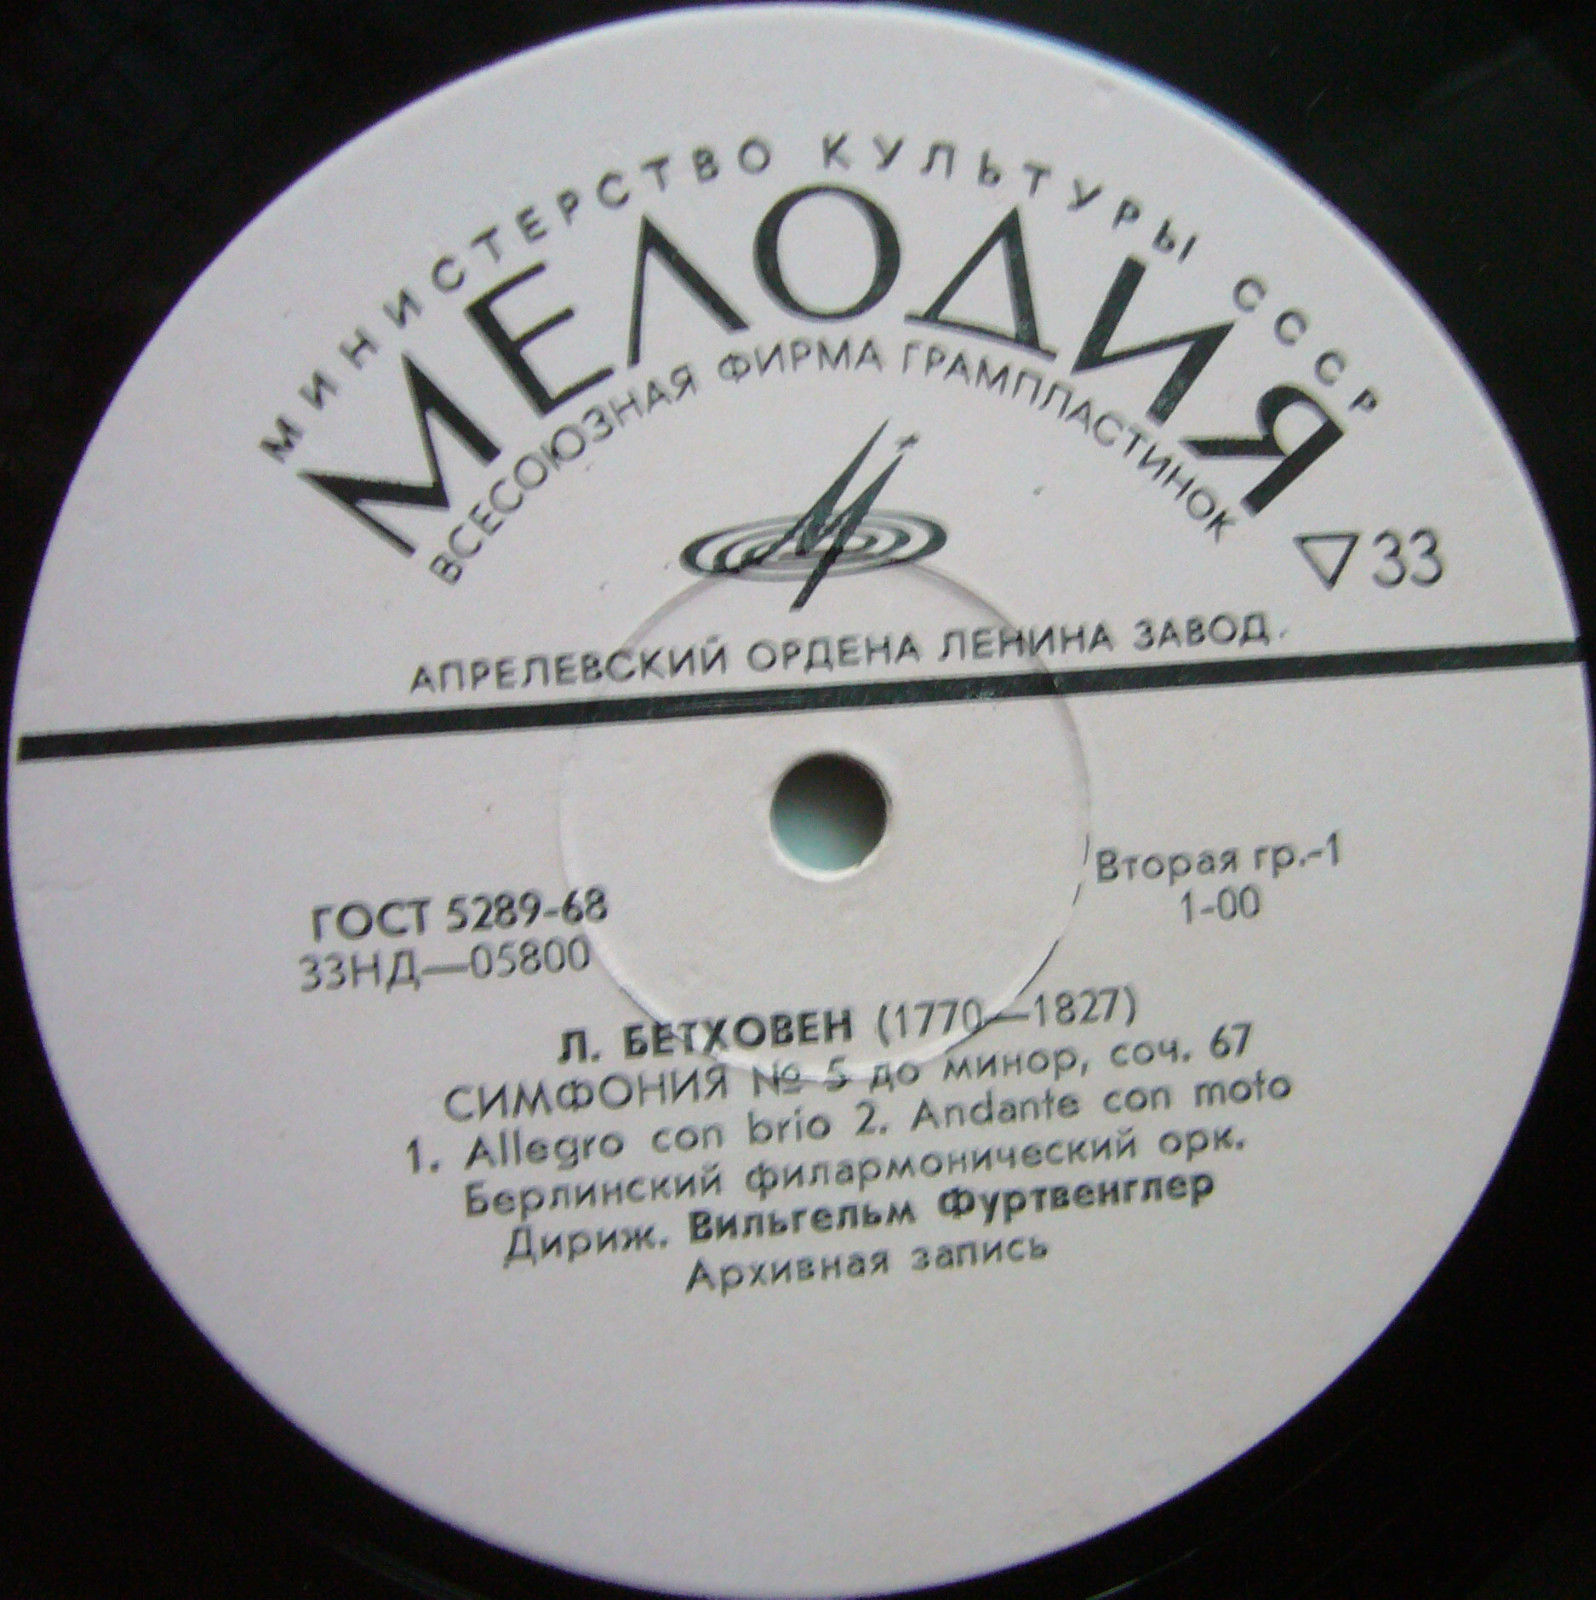 МИНИСТЕРСТВО КУЛЬТУРЫ СССР
МЕЛОДИЯ
ВСЕСОЮЗНАЯ ФИРМА ГРАМПЛАСТИНОК
▽33
АПРЕЛЕВСКИЙ ОРДЕНА ЛЕНИНА ЗАВОД
Вторая гр.-1
1-00
ГОСТ 5289-68
33НД—05800
Л. БЕТХОВЕН (1770—1827)
СИМФОНИЯ № 5 до минор, соч. 67
1. Allegro con brio 2. Andante con moto
Берлинский филармонический орк.
Дириж. Вильгельм Фуртвенглер
Архивная запись